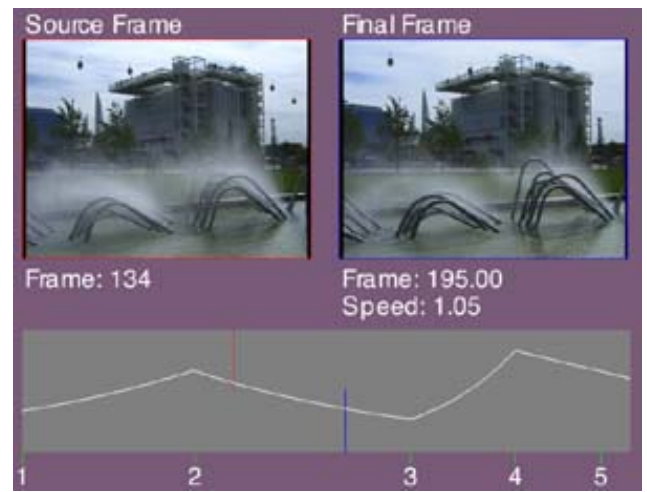 Source Frame
Final Frame
Frame: 134
Frame: 195.00
Speed: 1.05
1 2 3 4 5